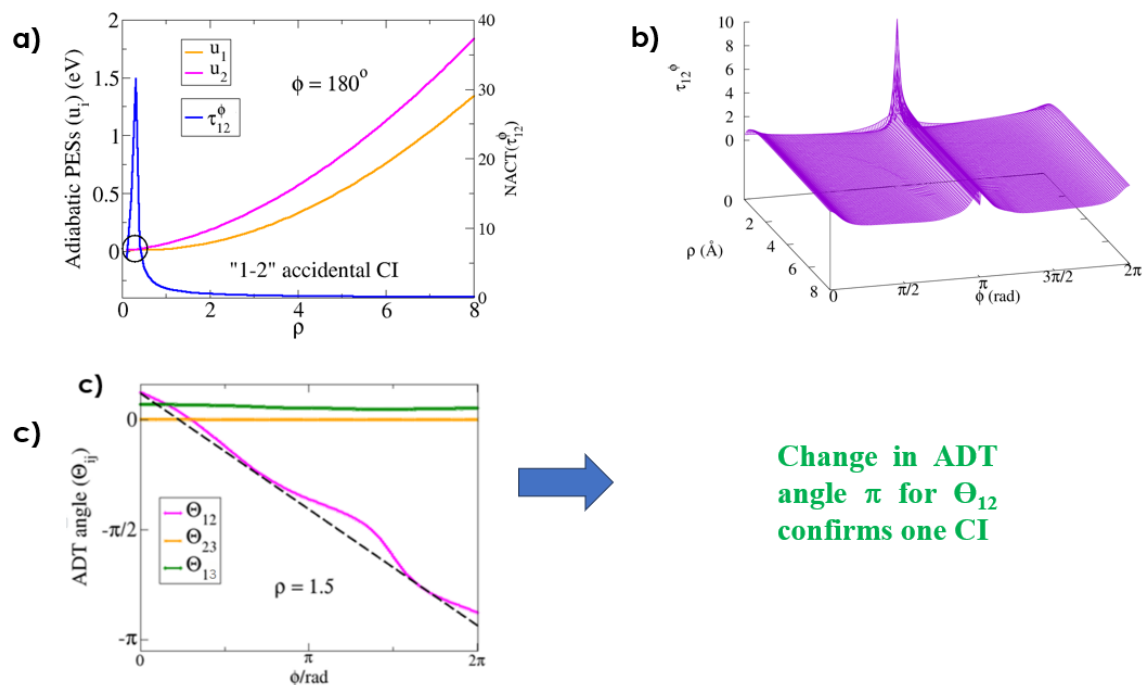 a)
40
u₁
u₂
τ₁₂^ϕ
ϕ = 180°
2
1.5
1
0.5
0
Adiabatic PESs (uᵢ) (eV)
30
20
10
0
NACT(τ₁₂^ϕ)
"1-2" accidental CI
0
2
4
6
8
ρ
b)
10
8
6
4
2
0
τ₁₂^ϕ
0
2
4
6
8
ρ (Å)
0
π/2
π
3π/2
2π
ϕ (rad)
c)
c)
0
-π/2
-π
ADT angle (Θᵢⱼ)
Θ₁₂
Θ₂₃
Θ₁₃
ρ = 1.5
0
π
2π
ϕ/rad
Change in ADT
angle π for Θ₁₂
confirms one CI